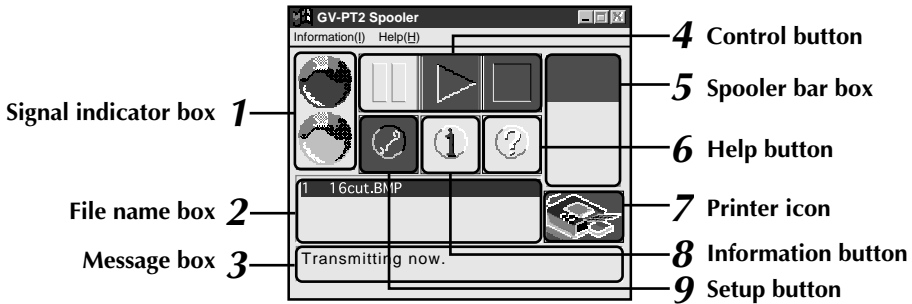 GV-PT2 Spooler
Information(I) Help(H)
4 Control button
5 Spooler bar box
Signal indicator box 1
6 Help button
1 16cut.BMP
File name box 2
7 Printer icon
Message box 3
Transmitting now.
8 Information button
9 Setup button